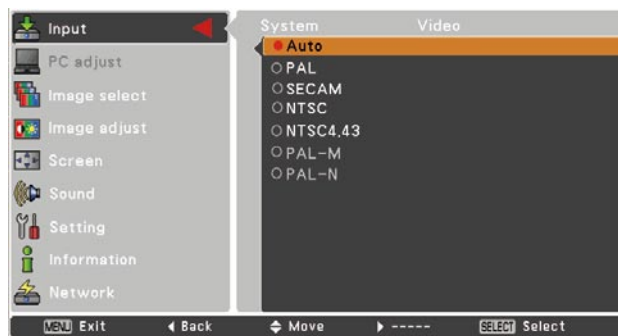 Input
PC adjust
Image select
Image adjust
Screen
Sound
Setting
Information
Network
System Video
Auto
PAL
SECAM
NTSC
NTSC4,43
PAL-M
PAL-N
MENU Exit Back Move ----- SELECT Select